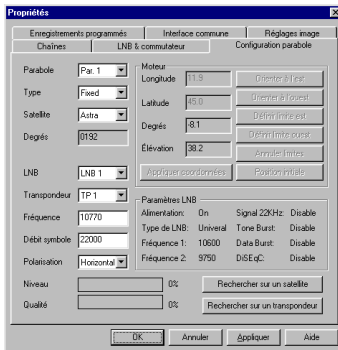 Propriétés
Enregistrements programmés
Interface commune
Réglages image
Chaînes
LNB & commutateur
Configuration parabole
Parabole
Par. 1
Type
Fixed
Satellite
Astra
Degrés
0192
LNB
LNB 1
Transpondeur
TP 1
Fréquence
10770
Débit symbole
22000
Polarisation
Horizontal
Niveau
0%
Qualité
0%
Moteur
Longitude
11.9
Orienter à l'est
Latitude
45.0
Orienter à l'ouest
Définir limite est
Degrés
-8.1
Définir limite ouest
Élévation
38.2
Annuler limites
Appliquer coordonnées
Position initiale
Paramètres LNB
Alimentation: On Signal 22KHz: Disable
Type de LNB: Univeral Tone Burst: Disable
Fréquence 1: 10600 Data Burst: Disable
Fréquence 2: 9750 DiSEqC: Disable
Rechercher sur un satellite
Rechercher sur un transpondeur
OK
Annuler
Appliquer
Aide